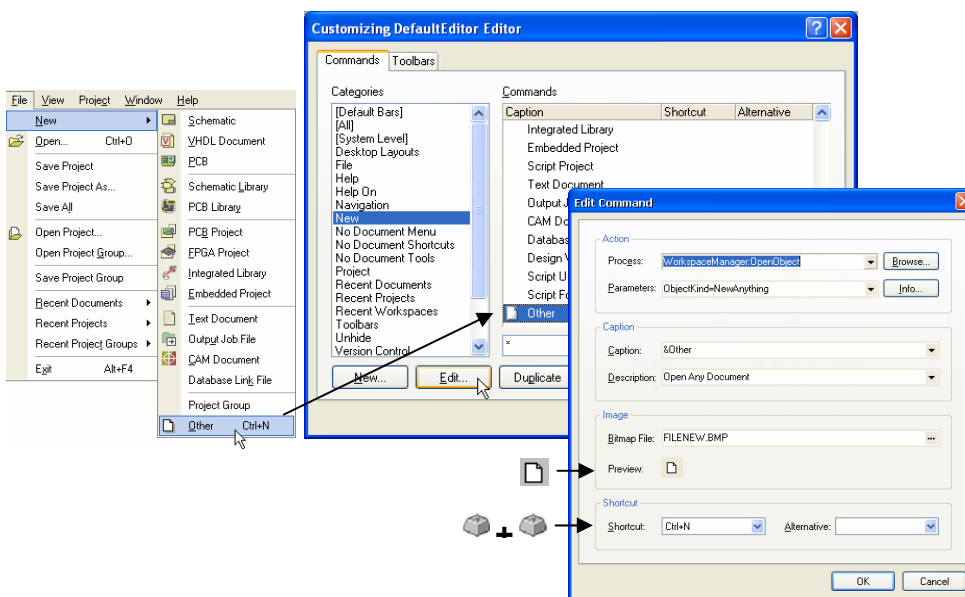 Customizing DefaultEditor Editor
Commands Toolbars
Categories
[Default Bars]
[All]
[System Level]
Desktop Layouts
File
Help
Help On
Navigation
New
No Document Menu
No Document Shortcuts
No Document Tools
Project
Recent Documents
Recent Projects
Recent Workspaces
Toolbars
Unhide
Version Control
Commands
Caption Shortcut Alternative
Integrated Library
Embedded Project
Script Project
Text Document
Output J
CAM Do
Databas
Design
Script U
Script Fo
Other
*
New... Edit... Duplicate
File View Project Window Help
New
Open... Ctrl+O
Save Project
Save Project As...
Save All
Open Project...
Open Project Group...
Save Project Group
Recent Documents
Recent Projects
Recent Project Groups
Exit Alt+F4
Schematic
VHDL Document
PCB
Schematic Library
PCB Library
PCB Project
FPGA Project
Integrated Library
Embedded Project
Text Document
Output Job File
CAM Document
Database Link File
Project Group
Other Ctrl+N
Edit Command
Action
Process: WorkspaceManager:OpenObject Browse...
Parameters: ObjectKind=NewAnything Info...
Caption
Caption: &Other
Description: Open Any Document
Image
Bitmap File: FILENEW.BMP ...
Preview:
Shortcut
Shortcut: Ctrl+N Alternative:
OK Cancel